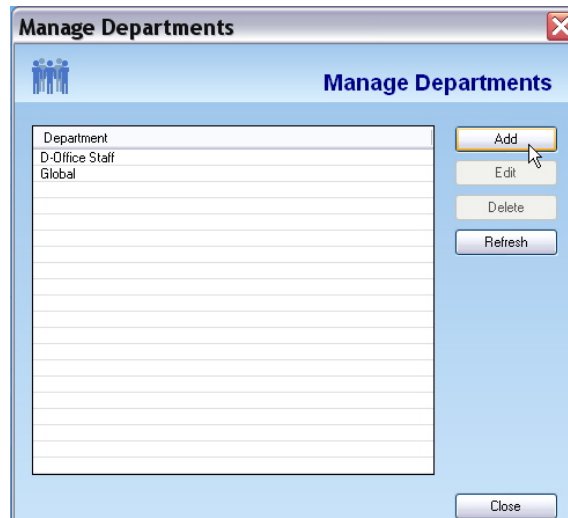 Manage Departments
Manage Departments
Department
D-Office Staff
Global
Add
Edit
Delete
Refresh
Close